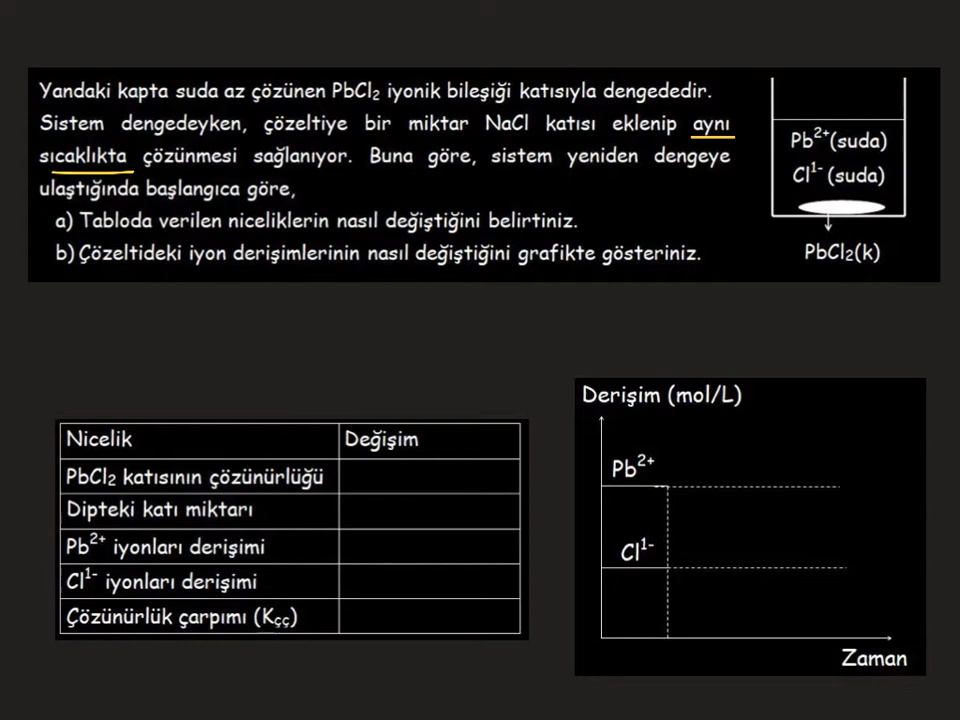 Yandaki kapta suda az çözünen PbCl₂ iyonik bileşiği katısıyla dengededir.
Sistem dengedeyken, çözeltiye bir miktar NaCl katısı eklenip aynı
sıcaklıkta çözünmesi sağlanıyor. Buna göre, sistem yeniden dengeye
ulaştığında başlangıca göre,
a) Tabloda verilen niceliklerin nasıl değiştiğini belirtiniz.
b) Çözeltideki iyon derişimlerinin nasıl değiştiğini grafikte gösteriniz.
Pb²⁺(suda)
Cl¹⁻ (suda)
PbCl₂(k)
Nicelik Değişim
PbCl₂ katısının çözünürlüğü
Dipteki katı miktarı
Pb²⁺ iyonları derişimi
Cl¹⁻ iyonları derişimi
Çözünürlük çarpımı (Kçç)
Derişim (mol/L)
Pb²⁺
Cl¹⁻
Zaman